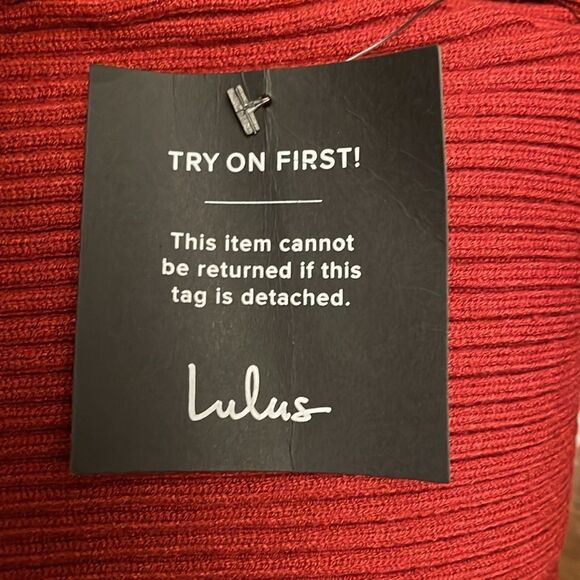 TRY ON FIRST!
This item cannot
be returned if this
tag is detached.
Lulus